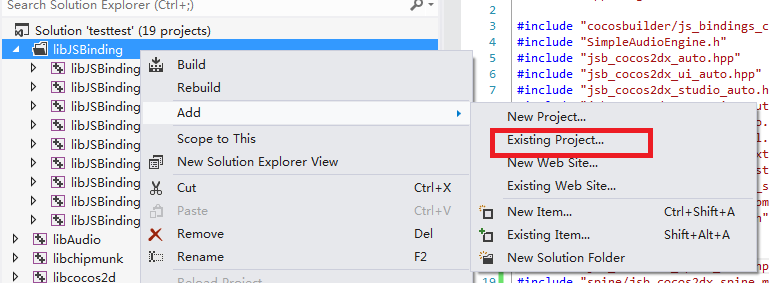 Search Solution Explorer (Ctrl+;)
Solution 'testtest' (19 projects)
libJSBinding
libJSBinding
libJSBinding
libJSBinding
libJSBinding
libJSBinding
libJSBinding
libJSBinding
libJSBinding
libAudio
libchipmunk
libcocos2d
Build
Rebuild
Add
Scope to This
New Solution Explorer View
Cut Ctrl+X
Paste Ctrl+V
Remove Del
Rename F2
Reload Project
New Project...
Existing Project...
New Web Site...
Existing Web Site...
New Item... Ctrl+Shift+A
Existing Item... Shift+Alt+A
New Solution Folder
2
3 #include "cocosbuilder/js_bindings_c
4 #include "SimpleAudioEngine.h"
5 #include "jsb_cocos2dx_auto.hpp"
6 #include "jsb_cocos2dx_ui_auto.hpp"
7 #include "jsb_cocos2dx_studio_auto.h
19 #include "spine/jsb_cocos2dx_spine_m